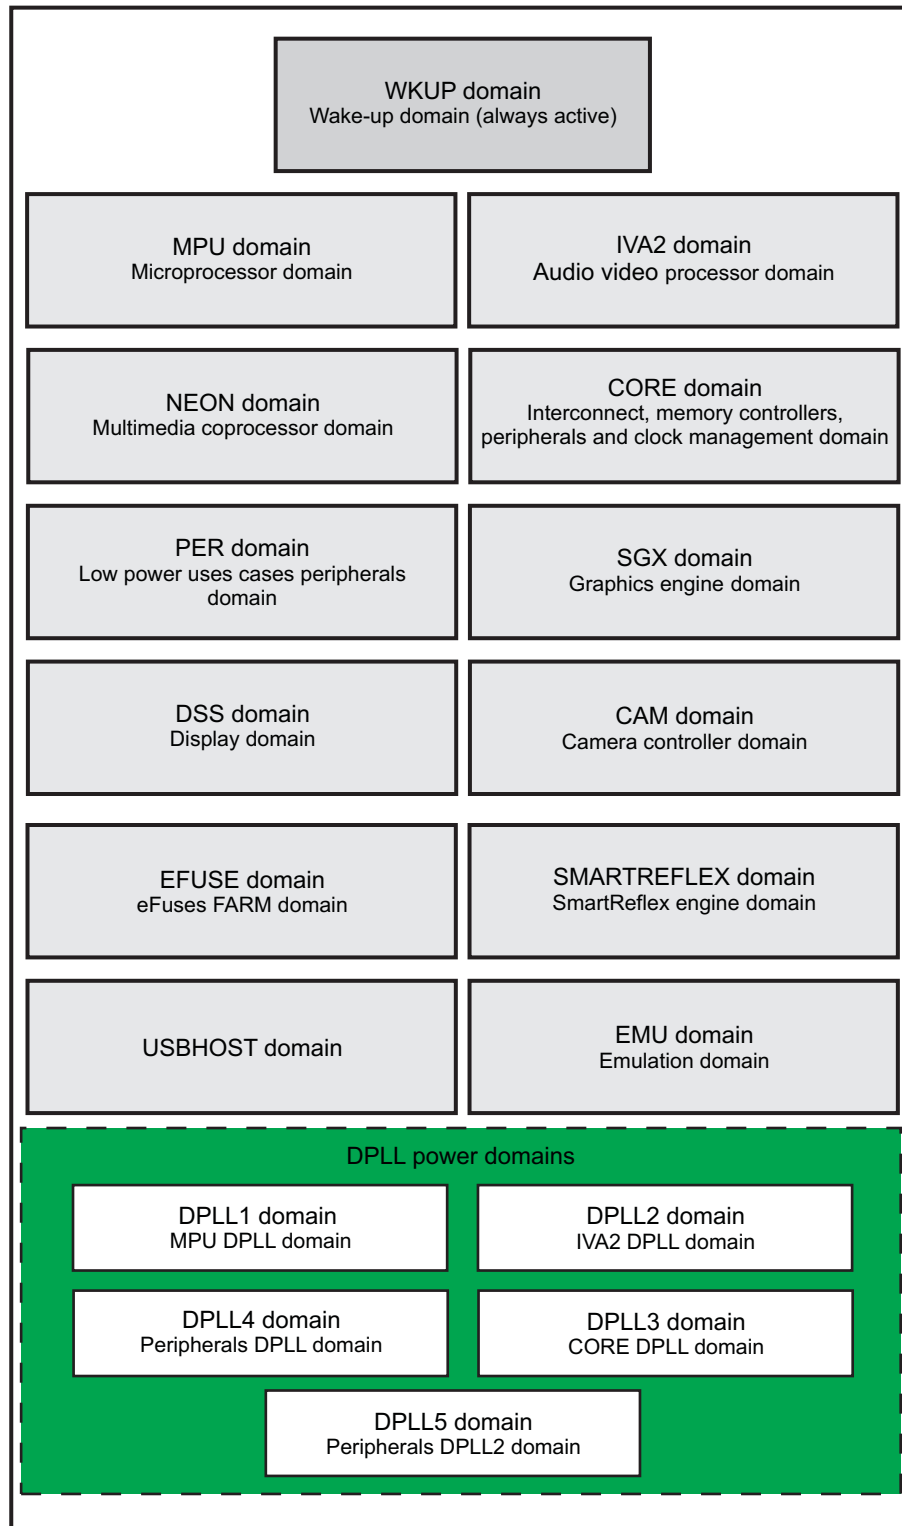 WKUP domain
Wake-up domain (always active)
MPU domain
Microprocessor domain
IVA2 domain
Audio video processor domain
NEON domain
Multimedia coprocessor domain
CORE domain
Interconnect, memory controllers,
peripherals and clock management domain
PER domain
Low power uses cases peripherals
domain
SGX domain
Graphics engine domain
DSS domain
Display domain
CAM domain
Camera controller domain
EFUSE domain
eFuses FARM domain
SMARTREFLEX domain
SmartReflex engine domain
USBHOST domain
EMU domain
Emulation domain
DPLL power domains
DPLL1 domain
MPU DPLL domain
DPLL2 domain
IVA2 DPLL domain
DPLL4 domain
Peripherals DPLL domain
DPLL3 domain
CORE DPLL domain
DPLL5 domain
Peripherals DPLL2 domain